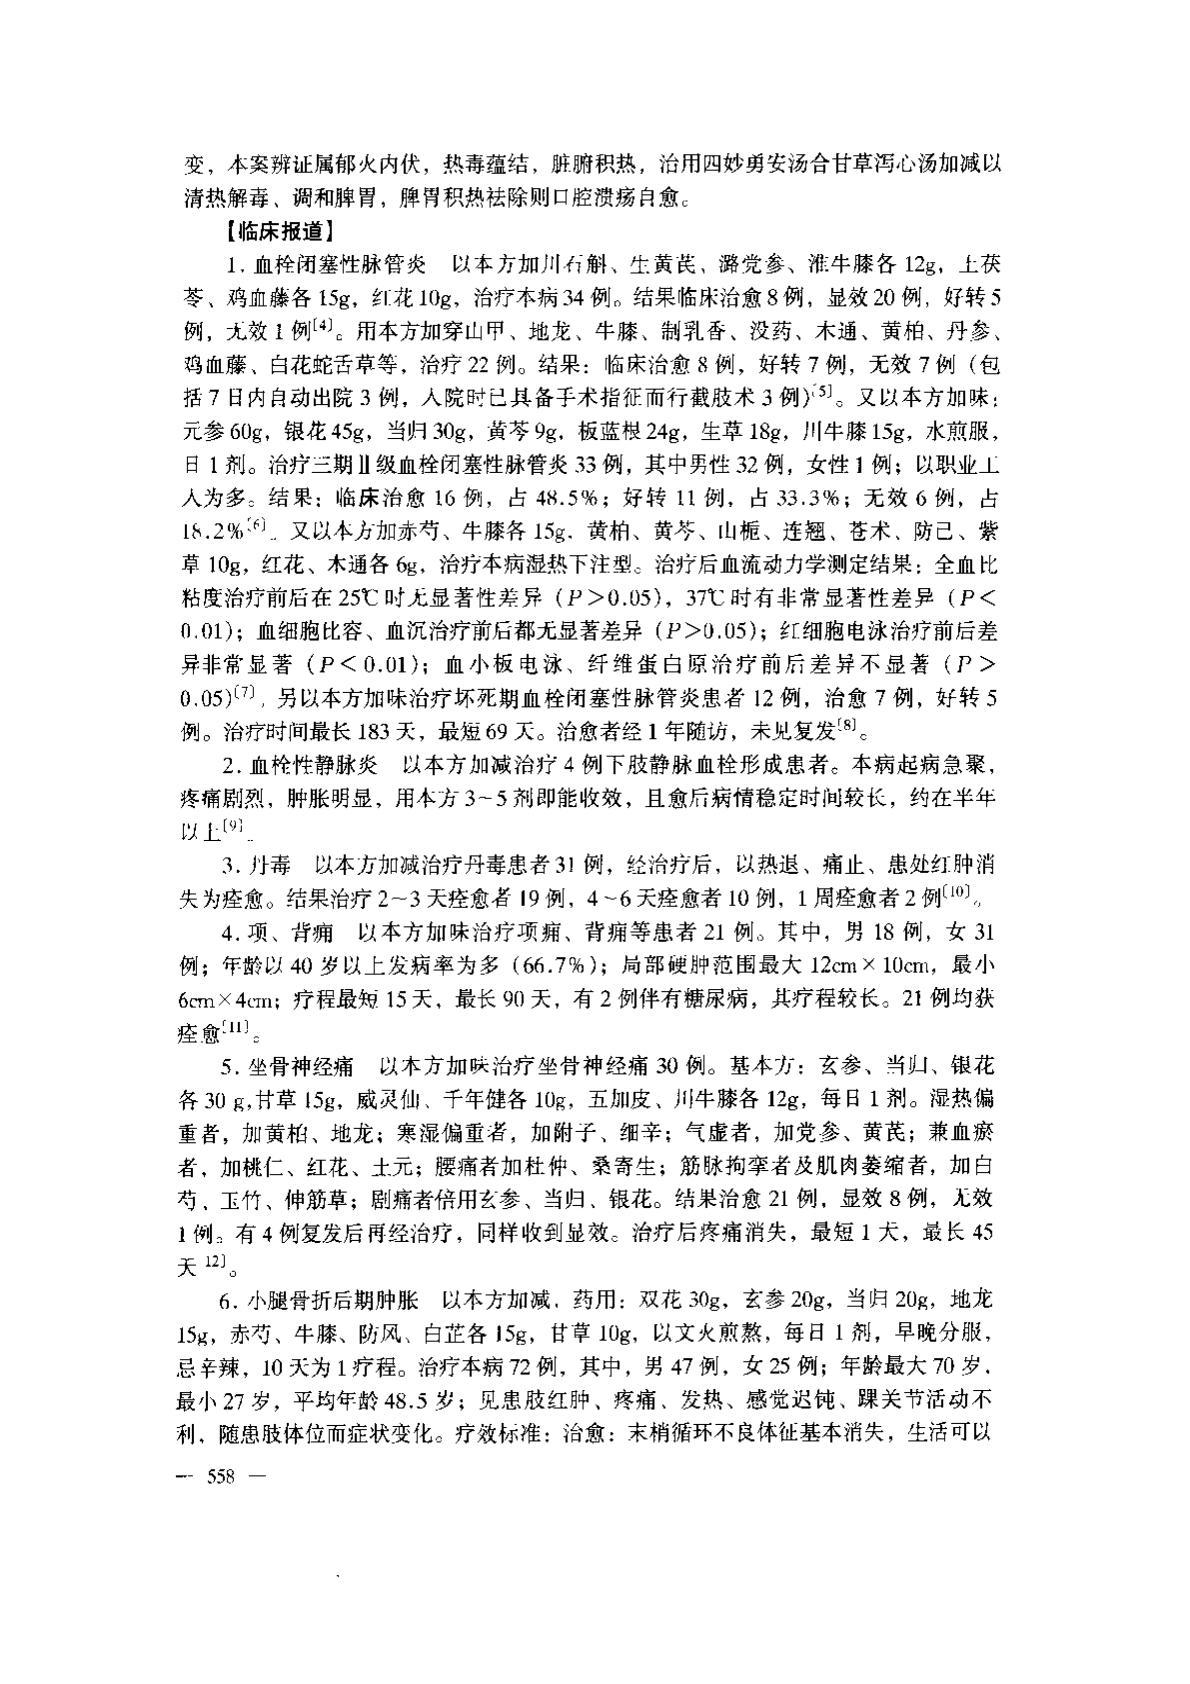 变，本案辨证属郁火内伏，热毒蕴结，脏腑积热，治用四妙勇安汤合甘草泻心汤加减以
清热解毒、调和脾胃，脾胃积热祛除则口腔溃疡自愈。
【临床报道】
1. 血栓闭塞性脉管炎　以本方加川石斛、生黄芪、潞党参、淮牛膝各 12g，土茯
苓、鸡血藤各 15g，红花 10g，治疗本病 34 例。结果临床治愈 8 例，显效 20 例，好转 5
例，无效 1 例〔4〕。用本方加穿山甲、地龙、牛膝、制乳香、没药、木通、黄柏、丹参、
鸡血藤、白花蛇舌草等，治疗 22 例。结果：临床治愈 8 例，好转 7 例，无效 7 例（包
括 7 日内自动出院 3 例，入院时已具备手术指征而行截肢术 3 例）〔5〕。又以本方加味：
元参 60g，银花 45g，当归 30g，黄芩 9g，板蓝根 24g，生草 18g，川牛膝 15g，水煎服，
日 1 剂。治疗三期Ⅱ级血栓闭塞性脉管炎 33 例，其中男性 32 例，女性 1 例；以职业工
人为多。结果：临床治愈 16 例，占 48.5%；好转 11 例，占 33.3%；无效 6 例，占
18.2%〔6〕。又以本方加赤芍、牛膝各 15g，黄柏、黄芩、山栀、连翘、苍术、防己、紫
草 10g，红花、木通各 6g，治疗本病湿热下注型。治疗后血流动力学测定结果：全血比
粘度治疗前后在 25℃ 时无显著性差异（P＞0.05），37℃ 时有非常显著性差异（P＜
0.01）；血细胞比容、血沉治疗前后都无显著差异（P>0.05）；红细胞电泳治疗前后差
异非常显著（P＜0.01）；血小板电泳、纤维蛋白原治疗前后差异不显著（P＞
0.05）〔7〕，另以本方加味治疗坏死期血栓闭塞性脉管炎患者 12 例，治愈 7 例，好转 5
例。治疗时间最长 183 天，最短 69 天。治愈者经 1 年随访，未见复发〔8〕。
2. 血栓性静脉炎　以本方加减治疗 4 例下肢静脉血栓形成患者。本病起病急聚，
疼痛剧烈，肿胀明显，用本方 3~5 剂即能收效，且愈后病情稳定时间较长，约在半年
以上〔9〕。
3. 丹毒　以本方加减治疗丹毒患者 31 例，经治疗后，以热退、痛止、患处红肿消
失为痊愈。结果治疗 2~3 天痊愈者 19 例，4~6 天痊愈者 10 例，1 周痊愈者 2 例〔10〕。
4. 项、背痈　以本方加味治疗项痈、背痈等患者 21 例。其中，男 18 例，女 31
例；年龄以 40 岁以上发病率为多（66.7%）；局部硬肿范围最大 12cm×10cm，最小
6cm×4cm；疗程最短 15 天，最长 90 天，有 2 例伴有糖尿病，其疗程较长。21 例均获
痊愈〔11〕。
5. 坐骨神经痛　以本方加味治疗坐骨神经痛 30 例。基本方：玄参、当归、银花
各 30 g，甘草 15g，威灵仙、千年健各 10g，五加皮、川牛膝各 12g，每日 1 剂。湿热偏
重者，加黄柏、地龙；寒湿偏重者，加附子、细辛；气虚者，加党参、黄芪；兼血瘀
者，加桃仁、红花、土元；腰痛者加杜仲、桑寄生；筋脉拘挛者及肌肉萎缩者，加白
芍、玉竹、伸筋草；剧痛者倍用玄参、当归、银花。结果治愈 21 例，显效 8 例，无效
1 例。有 4 例复发后再经治疗，同样收到显效。治疗后疼痛消失，最短 1 天，最长 45
天 12〕。
6. 小腿骨折后期肿胀　以本方加减，药用：双花 30g，玄参 20g，当归 20g，地龙
15g，赤芍、牛膝、防风、白芷各 15g，甘草 10g，以文火煎熬，每日 1 剂，早晚分服，
忌辛辣，10 天为 1 疗程。治疗本病 72 例，其中，男 47 例，女 25 例；年龄最大 70 岁，
最小 27 岁，平均年龄 48.5 岁；见患肢红肿、疼痛、发热、感觉迟钝、踝关节活动不
利，随患肢体位而症状变化。疗效标准：治愈：末梢循环不良体征基本消失，生活可以
— 558 —